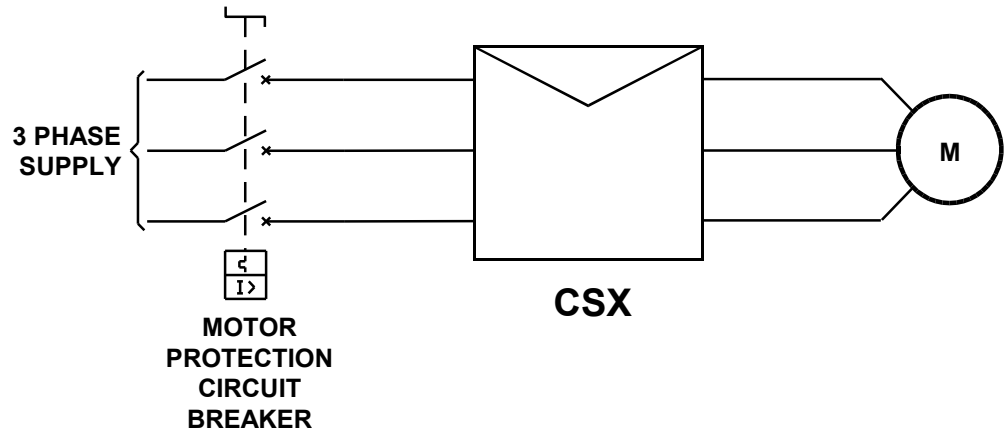 3 PHASE
SUPPLY
M
I>
CSX
MOTOR
PROTECTION
CIRCUIT
BREAKER